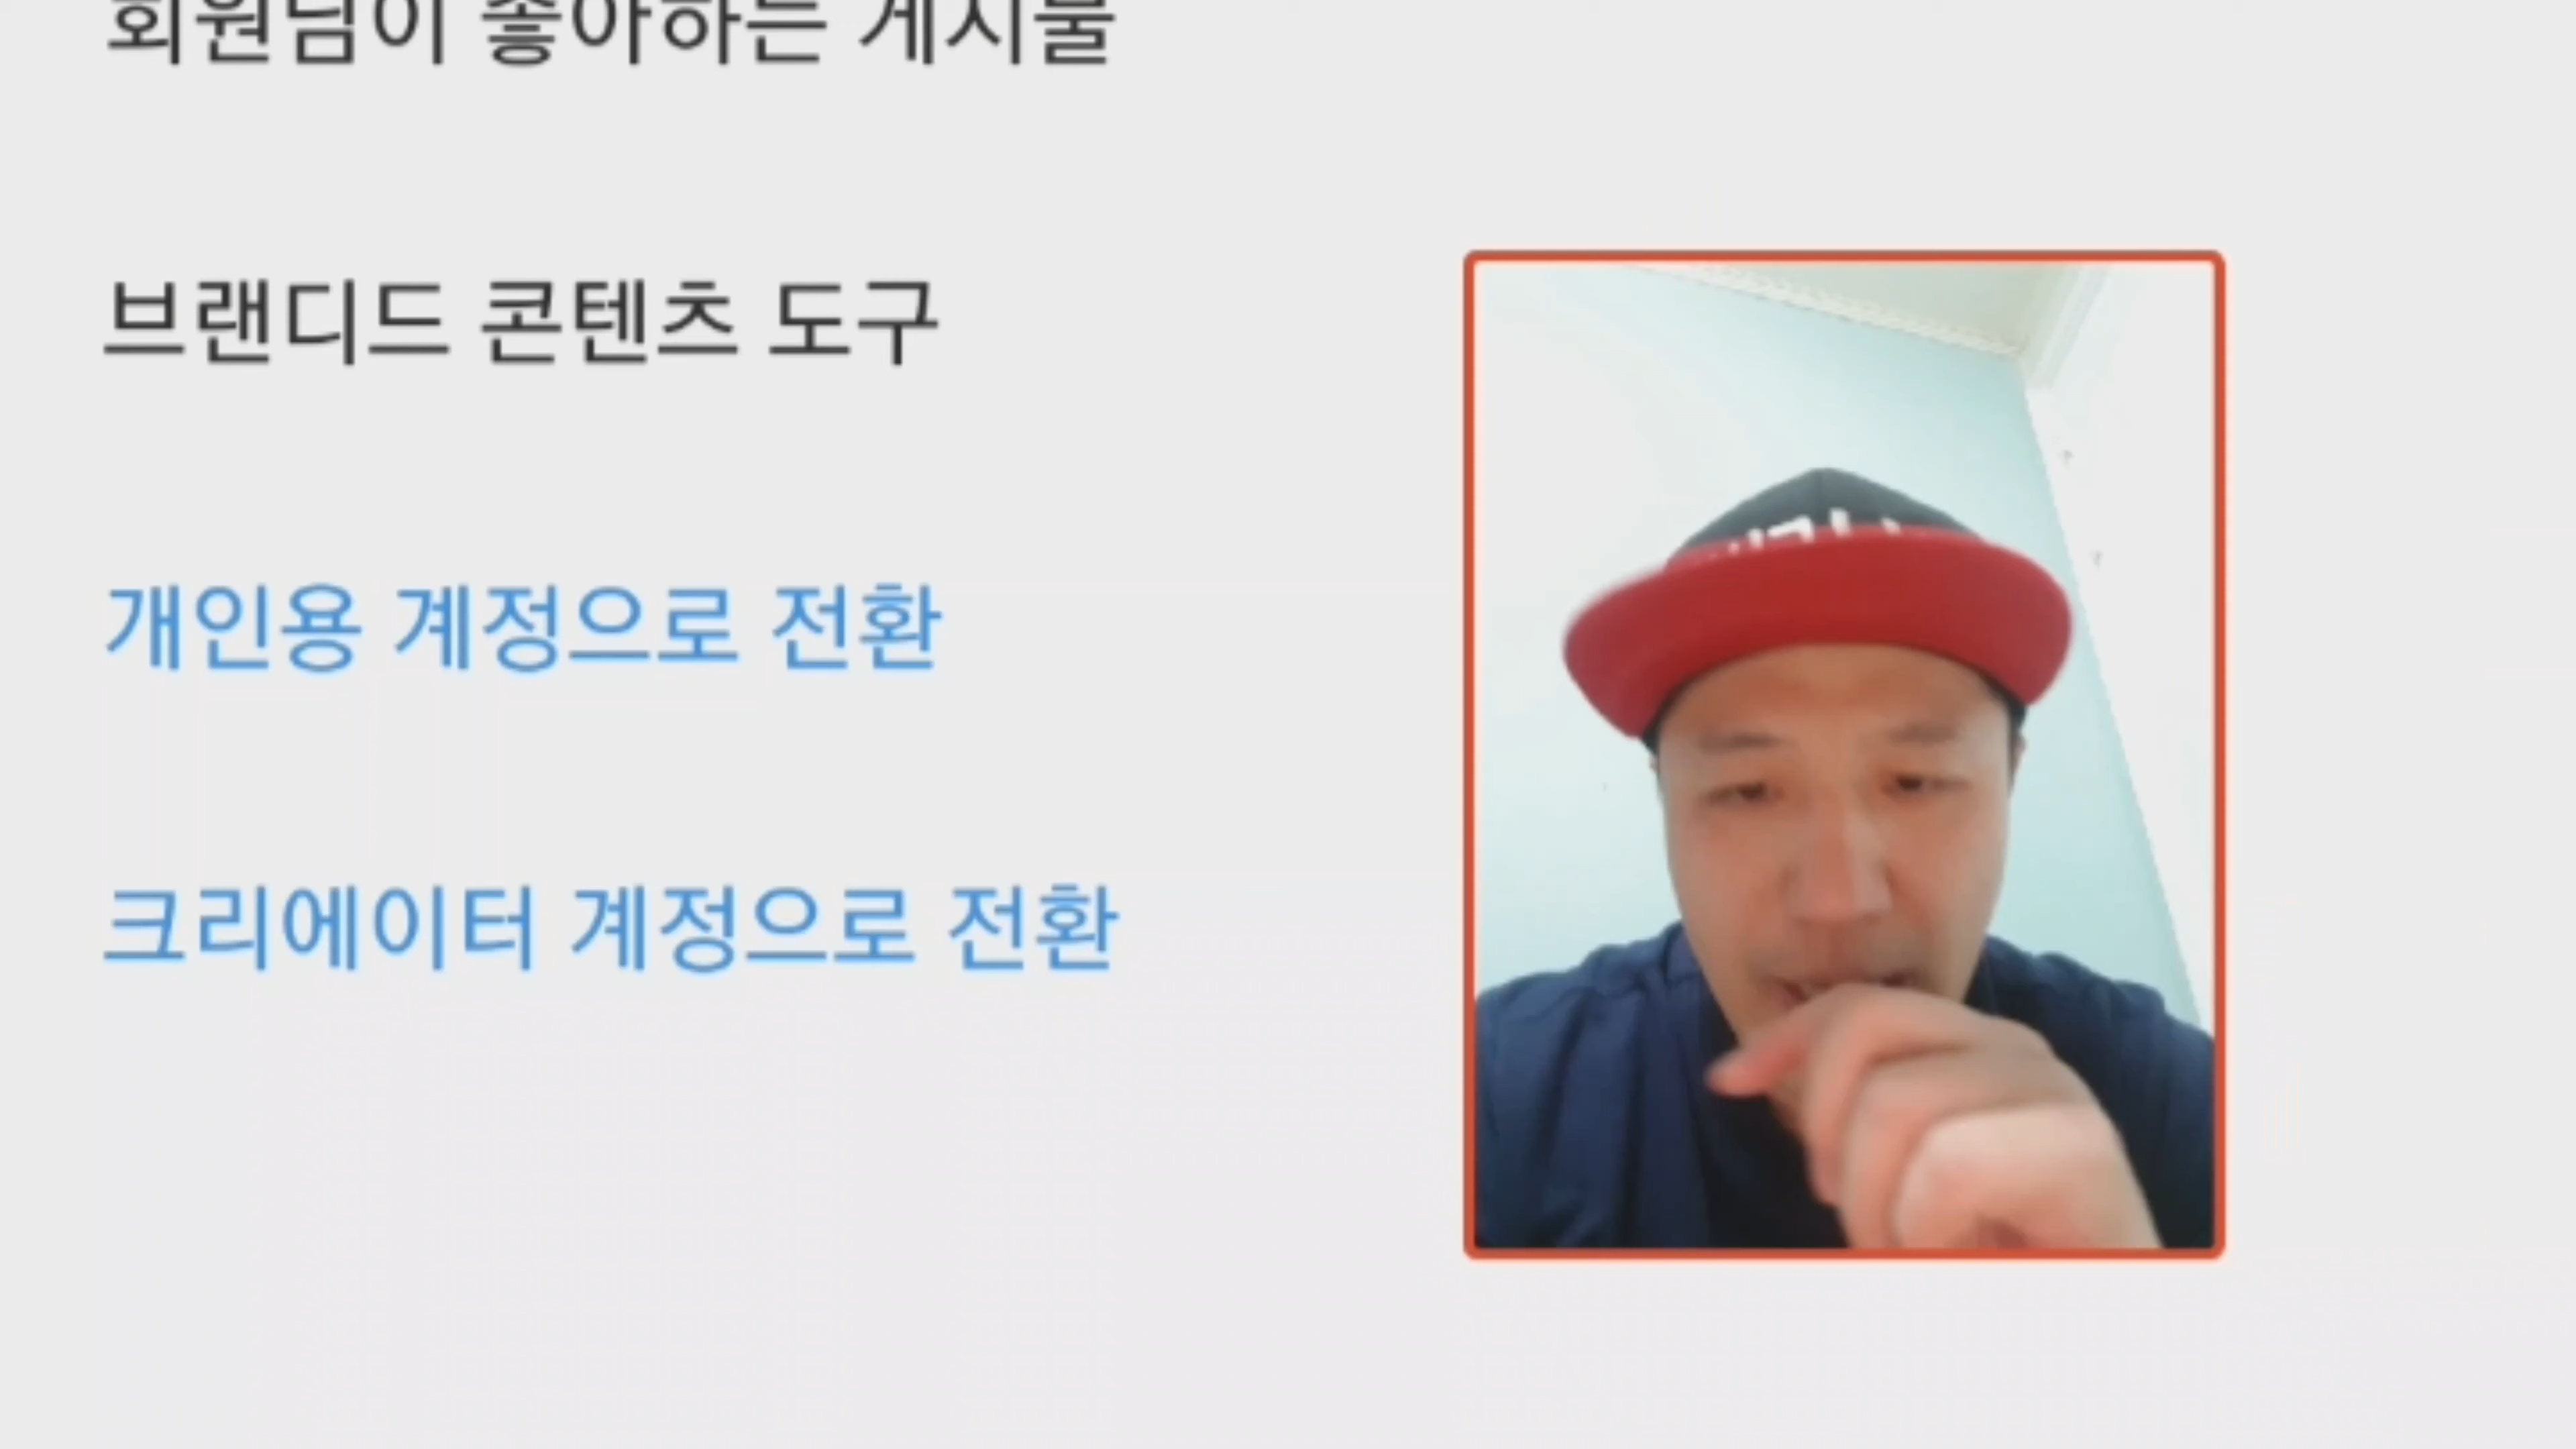 회원님이 좋아하는 게시물
브랜디드 콘텐츠 도구
개인용 계정으로 전환
크리에이터 계정으로 전환